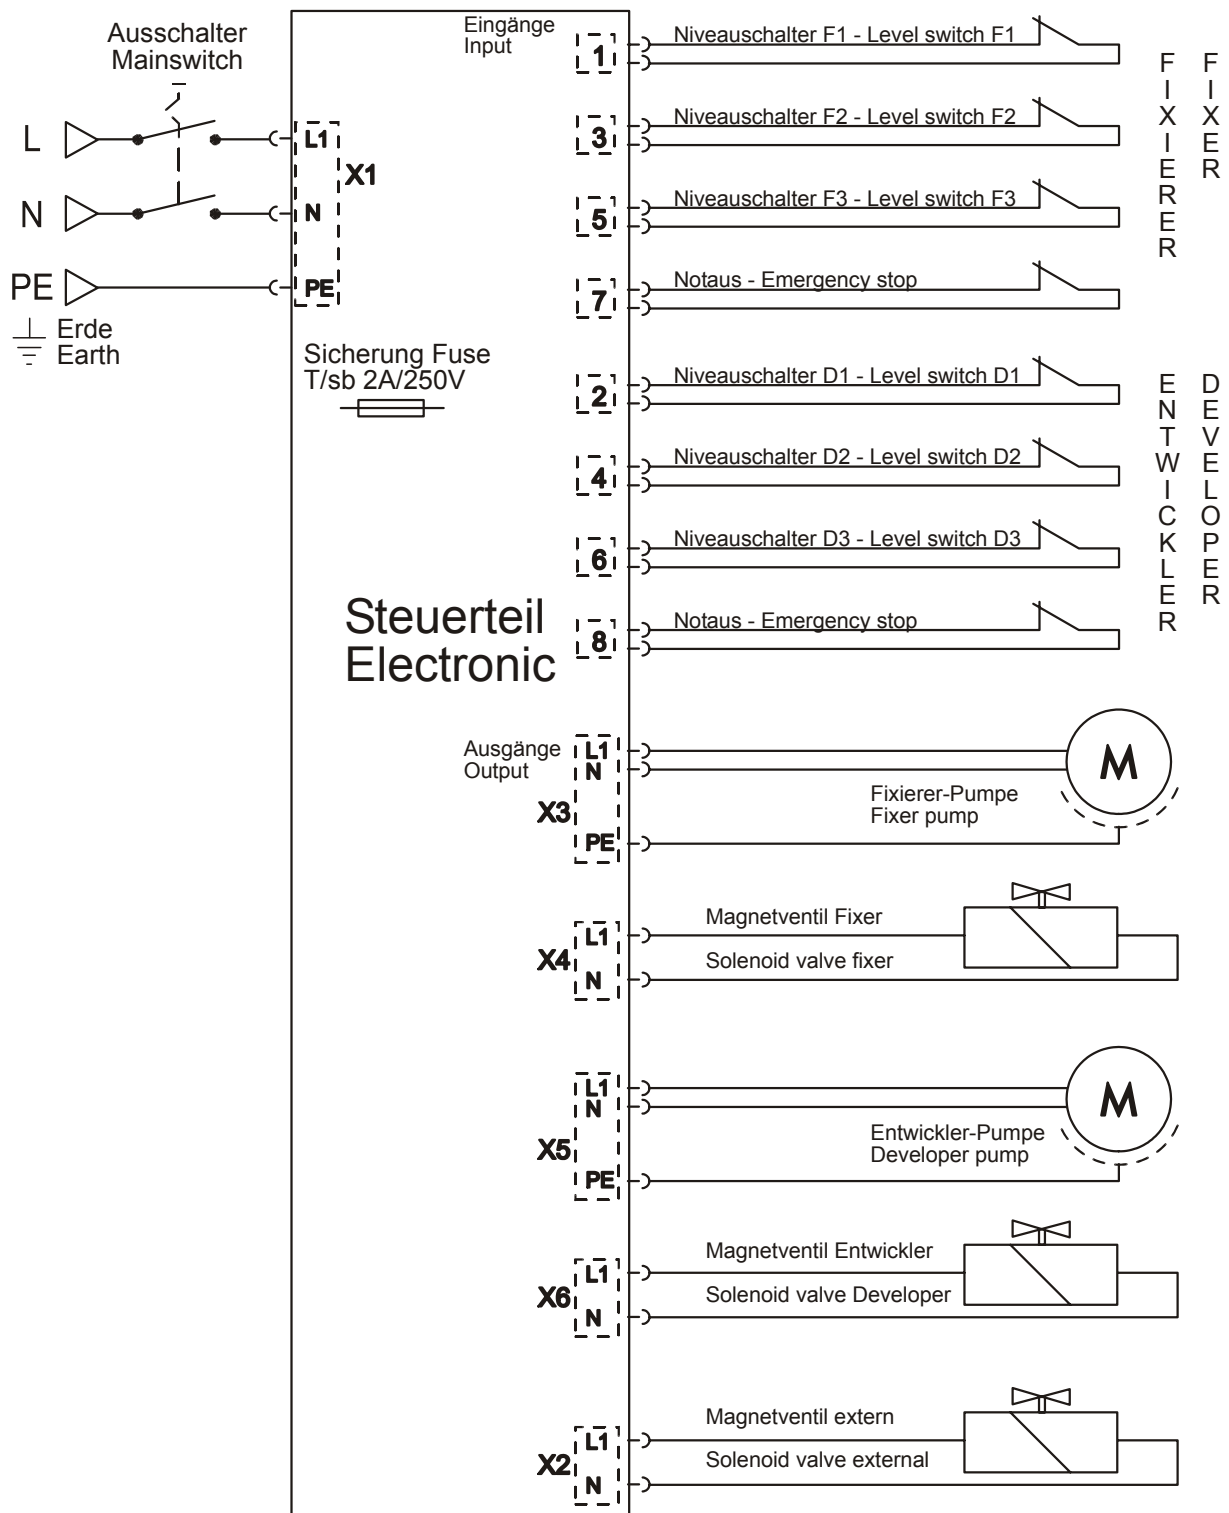 Ausschalter
Mainswitch
L
N
PE
Erde
Earth
L1
X1
N
PE
Sicherung Fuse
T/sb 2A/250V
Steuerteil
Electronic
Eingänge
Input
1
Niveauschalter F1 - Level switch F1
3
Niveauschalter F2 - Level switch F2
5
Niveauschalter F3 - Level switch F3
7
Notaus - Emergency stop
FIXIERER
FIXER
2
Niveauschalter D1 - Level switch D1
4
Niveauschalter D2 - Level switch D2
6
Niveauschalter D3 - Level switch D3
8
Notaus - Emergency stop
ENTWICKLER
DEVELOPER
Ausgänge
Output
X3
L1
N
PE
M
Fixierer-Pumpe
Fixer pump
X4
L1
N
Magnetventil Fixer
Solenoid valve fixer
X5
L1
N
PE
M
Entwickler-Pumpe
Developer pump
X6
L1
N
Magnetventil Entwickler
Solenoid valve Developer
X2
L1
N
Magnetventil extern
Solenoid valve external